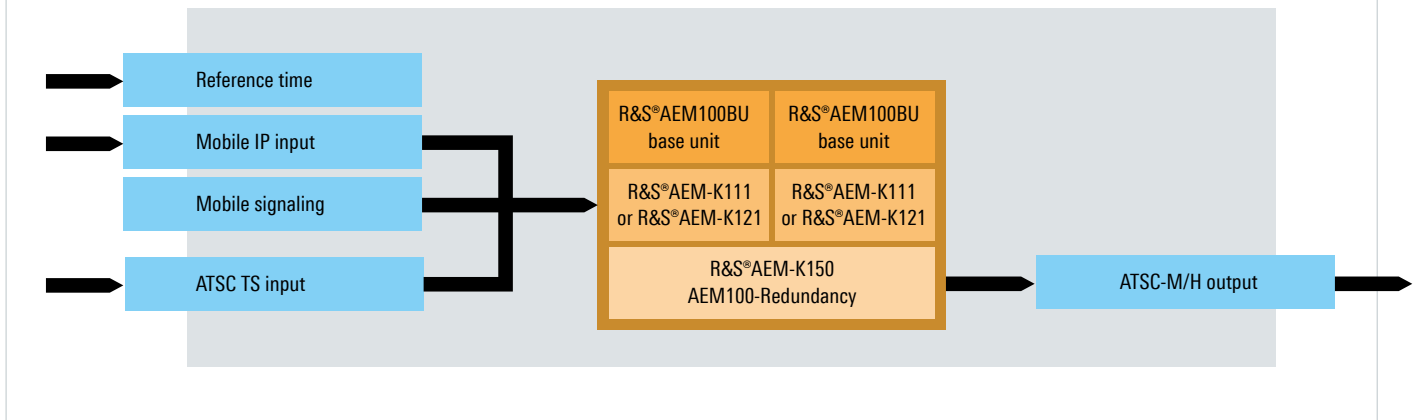 Reference time
Mobile IP input
Mobile signaling
ATSC TS input
R&S®AEM100BU
base unit
R&S®AEM100BU
base unit
R&S®AEM-K111
or R&S®AEM-K121
R&S®AEM-K111
or R&S®AEM-K121
R&S®AEM-K150
AEM100-Redundancy
ATSC-M/H output